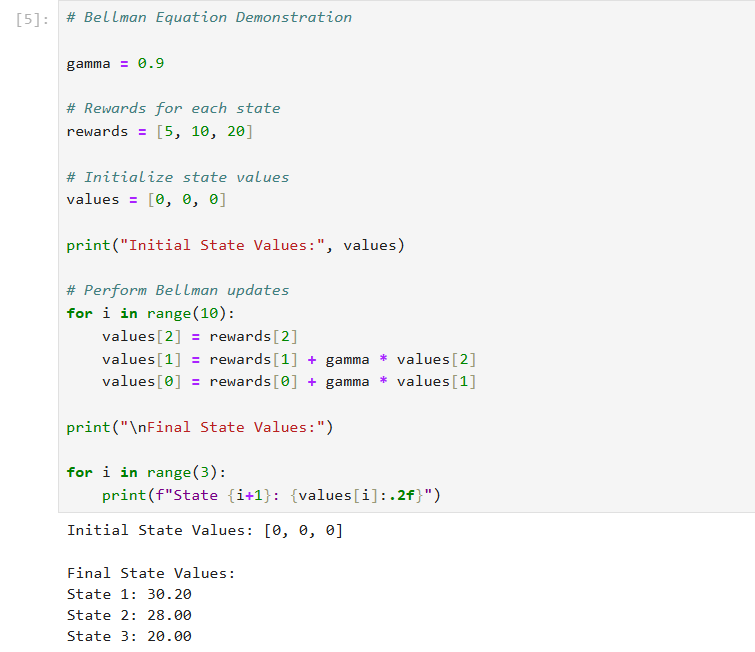 [5]:
# Bellman Equation Demonstration
gamma = 0.9
# Rewards for each state
rewards = [5, 10, 20]
# Initialize state values
values = [0, 0, 0]
print("Initial State Values:", values)
# Perform Bellman updates
for i in range(10):
    values[2] = rewards[2]
    values[1] = rewards[1] + gamma * values[2]
    values[0] = rewards[0] + gamma * values[1]
print("\nFinal State Values:")
for i in range(3):
    print(f"State {i+1}: {values[i]:.2f}")
Initial State Values: [0, 0, 0]
Final State Values:
State 1: 30.20
State 2: 28.00
State 3: 20.00